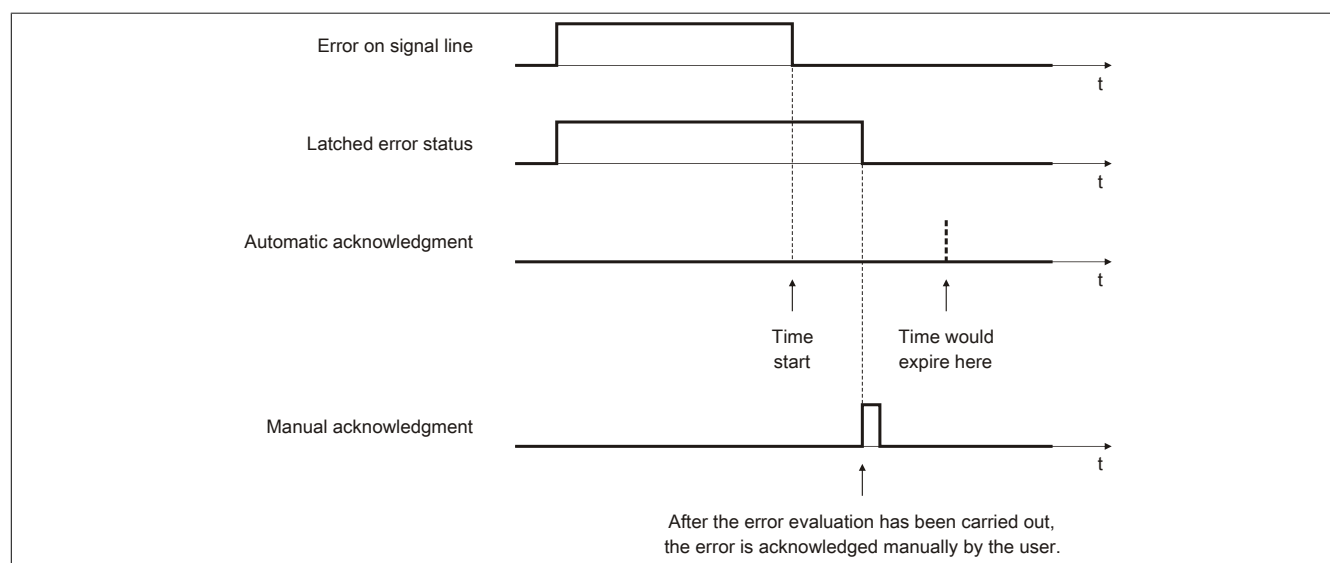 Error on signal line
t
Latched error status
t
Automatic acknowledgment
t
Time
start
Time would
expire here
Manual acknowledgment
t
After the error evaluation has been carried out,
the error is acknowledged manually by the user.